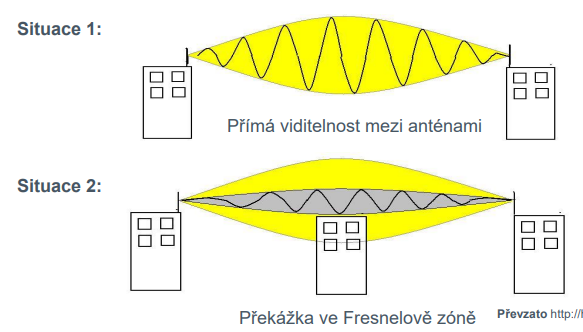 Situace 1:
Přímá viditelnost mezi anténami
Situace 2:
Překážka ve Fresnelově zóně
Převzato http://